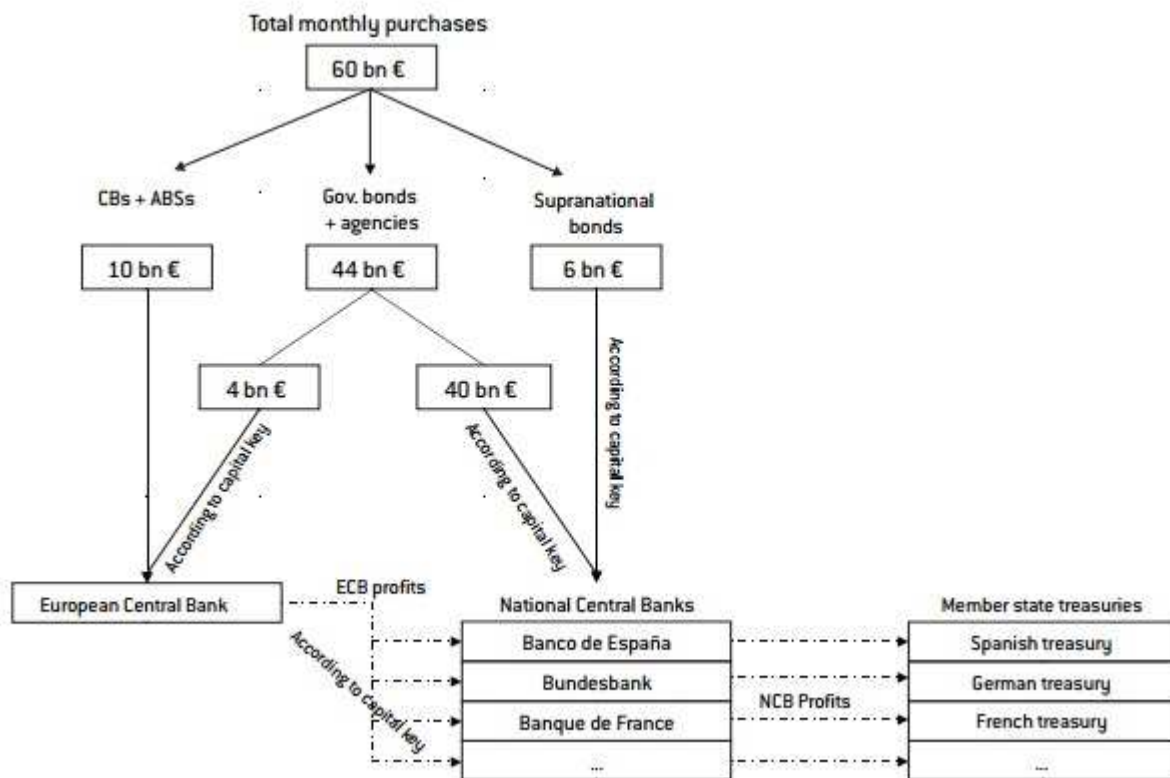 Total monthly purchases
60 bn €
CBs + ABSs
Gov. bonds
+ agencies
Supranational
bonds
10 bn €
44 bn €
6 bn €
According to capital key
4 bn €
40 bn €
According to capital key
According to capital key
European Central Bank
ECB profits
According to capital key
National Central Banks
Banco de España
Bundesbank
Banque de France
...
NCB Profits
Member state treasuries
Spanish treasury
German treasury
French treasury
...